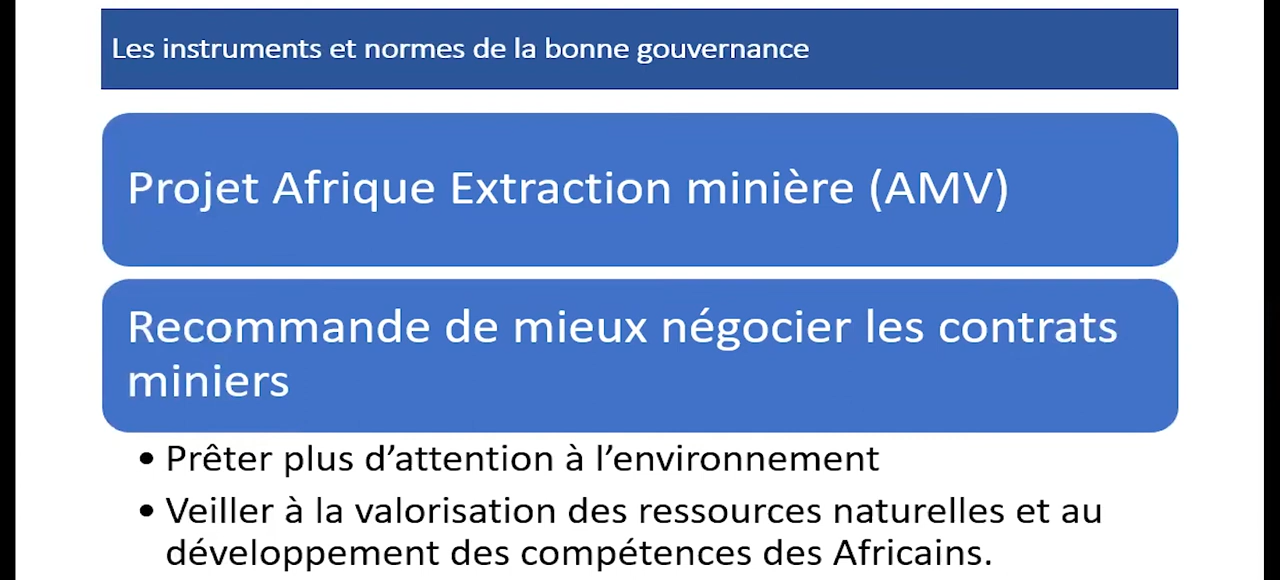 Les instruments et normes de la bonne gouvernance
Projet Afrique Extraction minière (AMV)
Recommande de mieux négocier les contrats
miniers
• Prêter plus d’attention à l’environnement
• Veiller à la valorisation des ressources naturelles et au
développement des compétences des Africains.